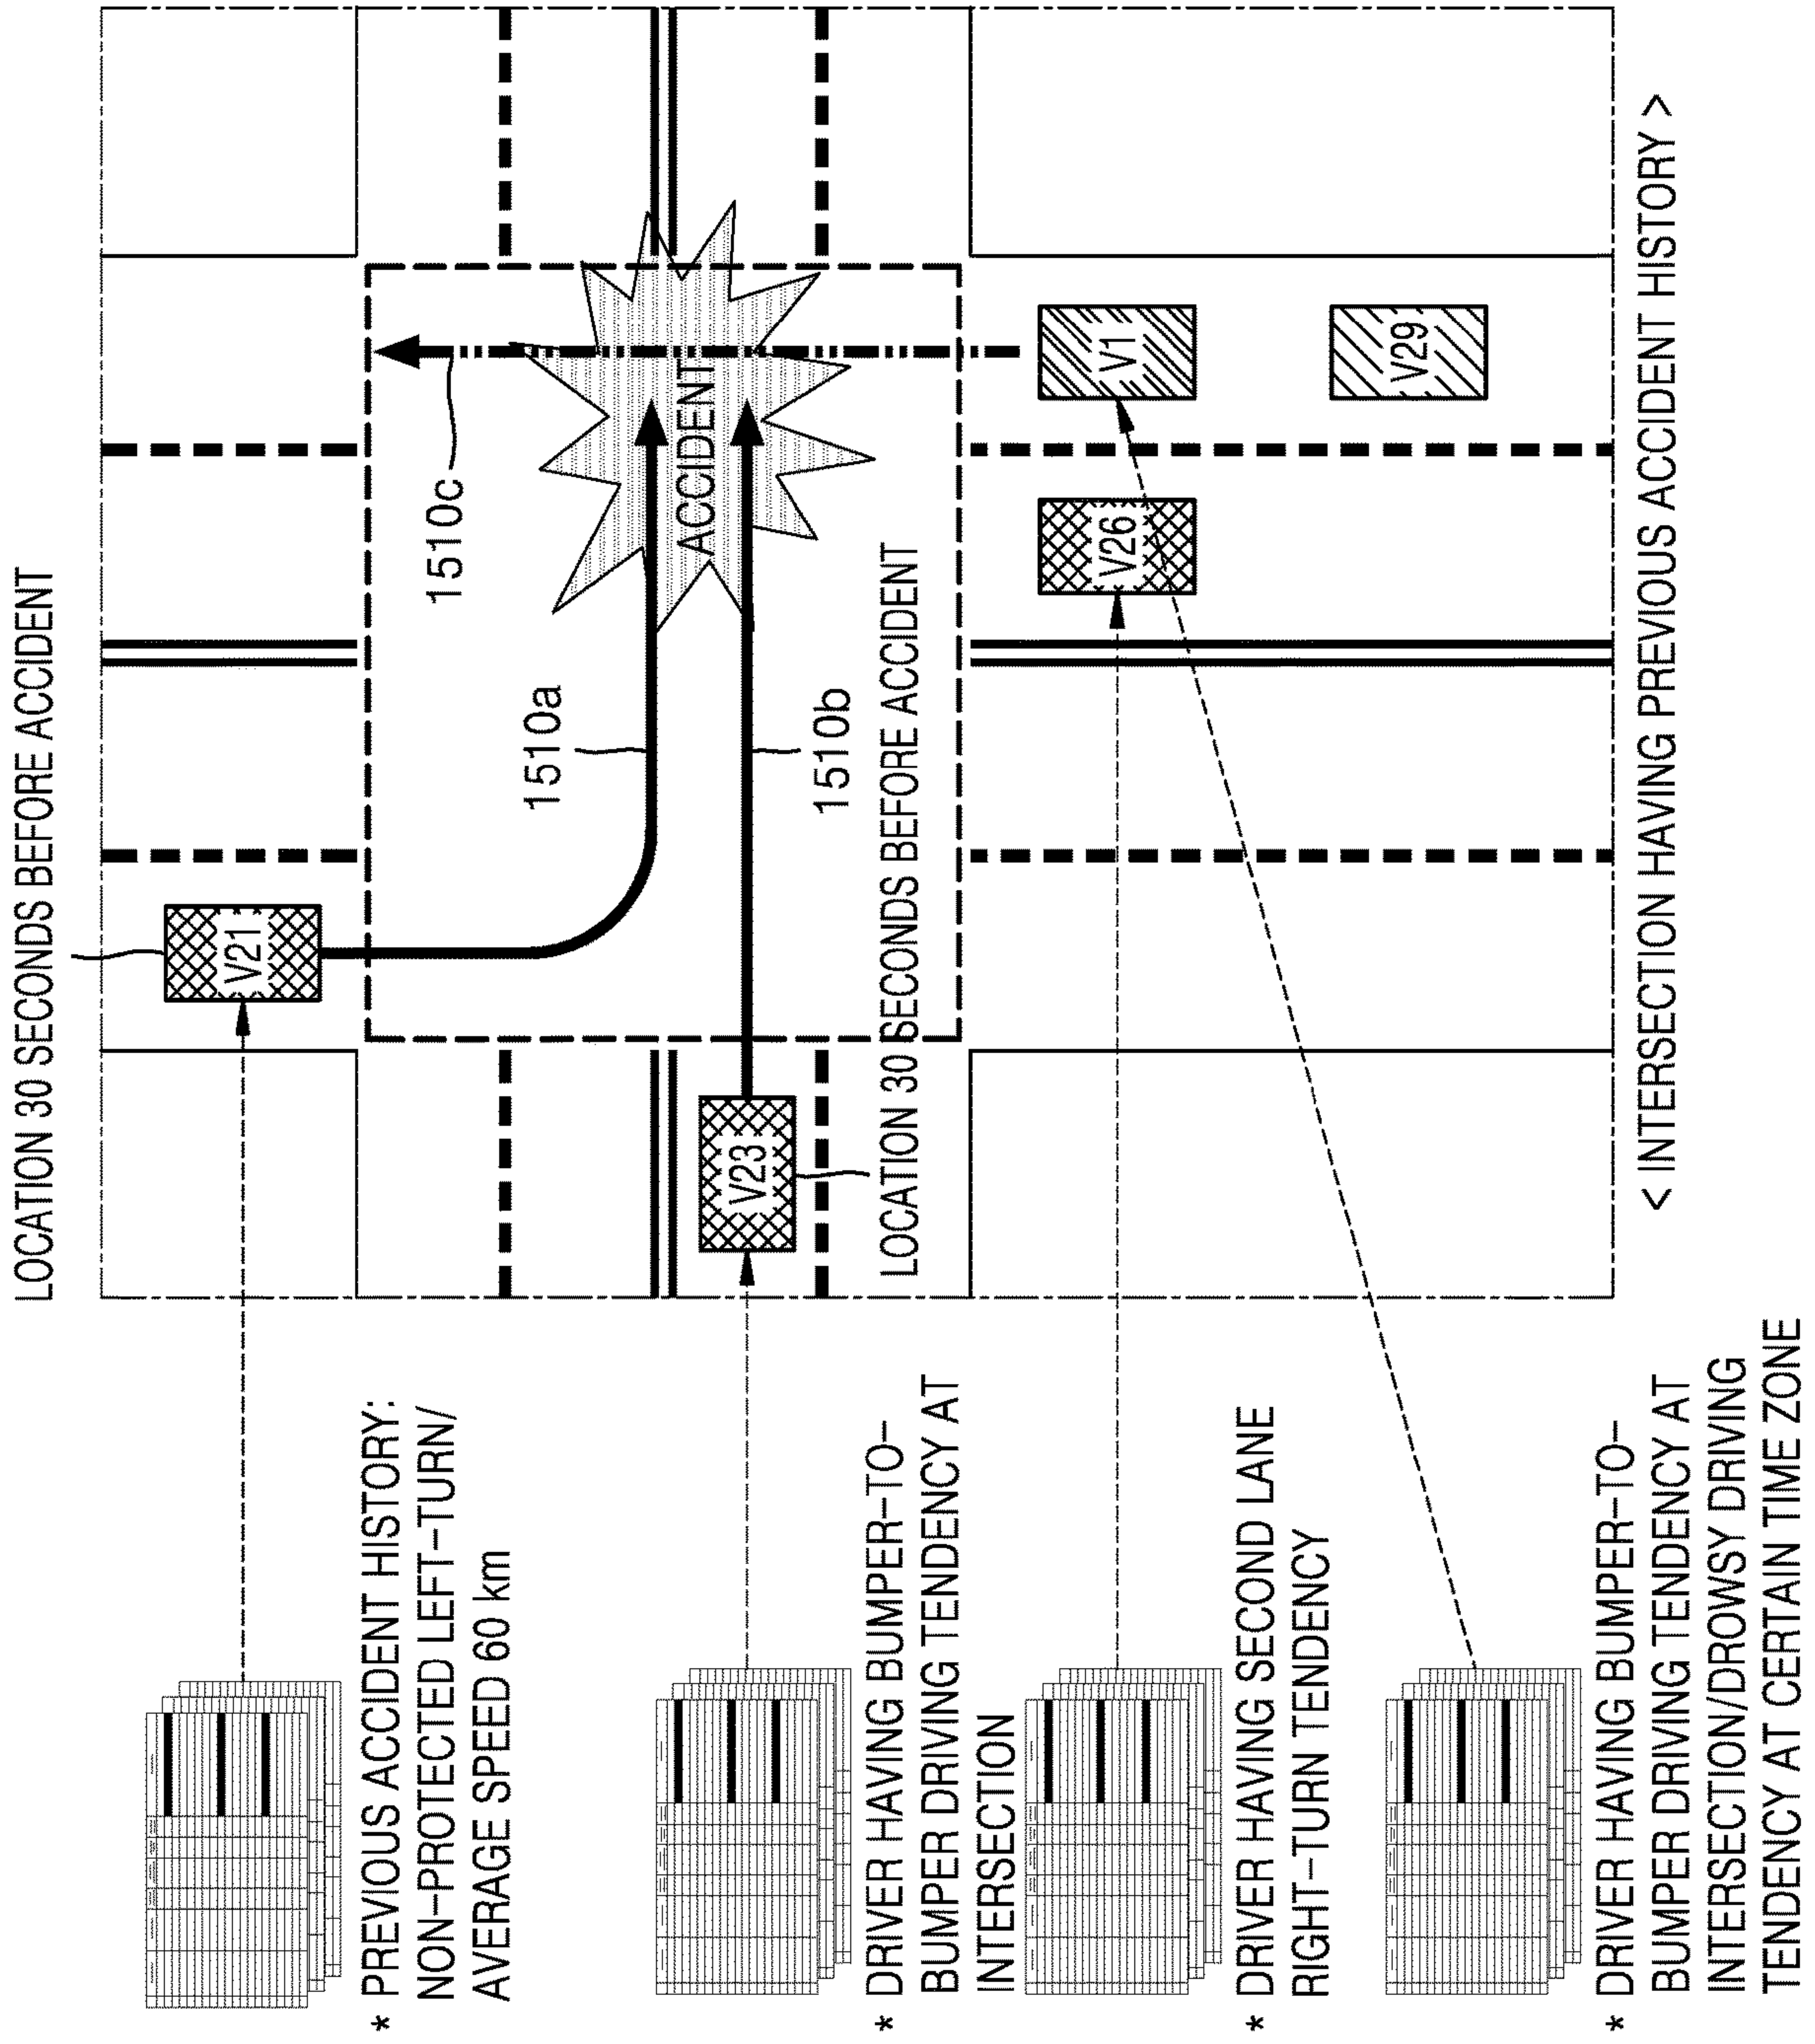 LOCATION 30 SECONDS BEFORE ACCIDENT
V21
1510c
1510a
ACCIDENT
1510b
V23
LOCATION 30 SECONDS BEFORE ACCIDENT
V26
V1
V29
< INTERSECTION HAVING PREVIOUS ACCIDENT HISTORY >
* PREVIOUS ACCIDENT HISTORY:
NON-PROTECTED LEFT-TURN/
AVERAGE SPEED 60 km
* DRIVER HAVING BUMPER-TO-
BUMPER DRIVING TENDENCY AT
INTERSECTION
* DRIVER HAVING SECOND LANE
RIGHT-TURN TENDENCY
* DRIVER HAVING BUMPER-TO-
BUMPER DRIVING TENDENCY AT
INTERSECTION/DROWSY DRIVING
TENDENCY AT CERTAIN TIME ZONE